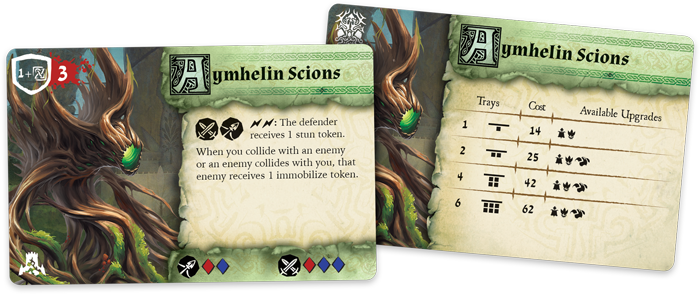 1+
3
Aymhelin Scions
: The defender
receives 1 stun token.
When you collide with an enemy
or an enemy collides with you, that
enemy receives 1 immobilize token.
Aymhelin Scions
Trays Cost Available Upgrades
1 14
2 25
4 42
6 62